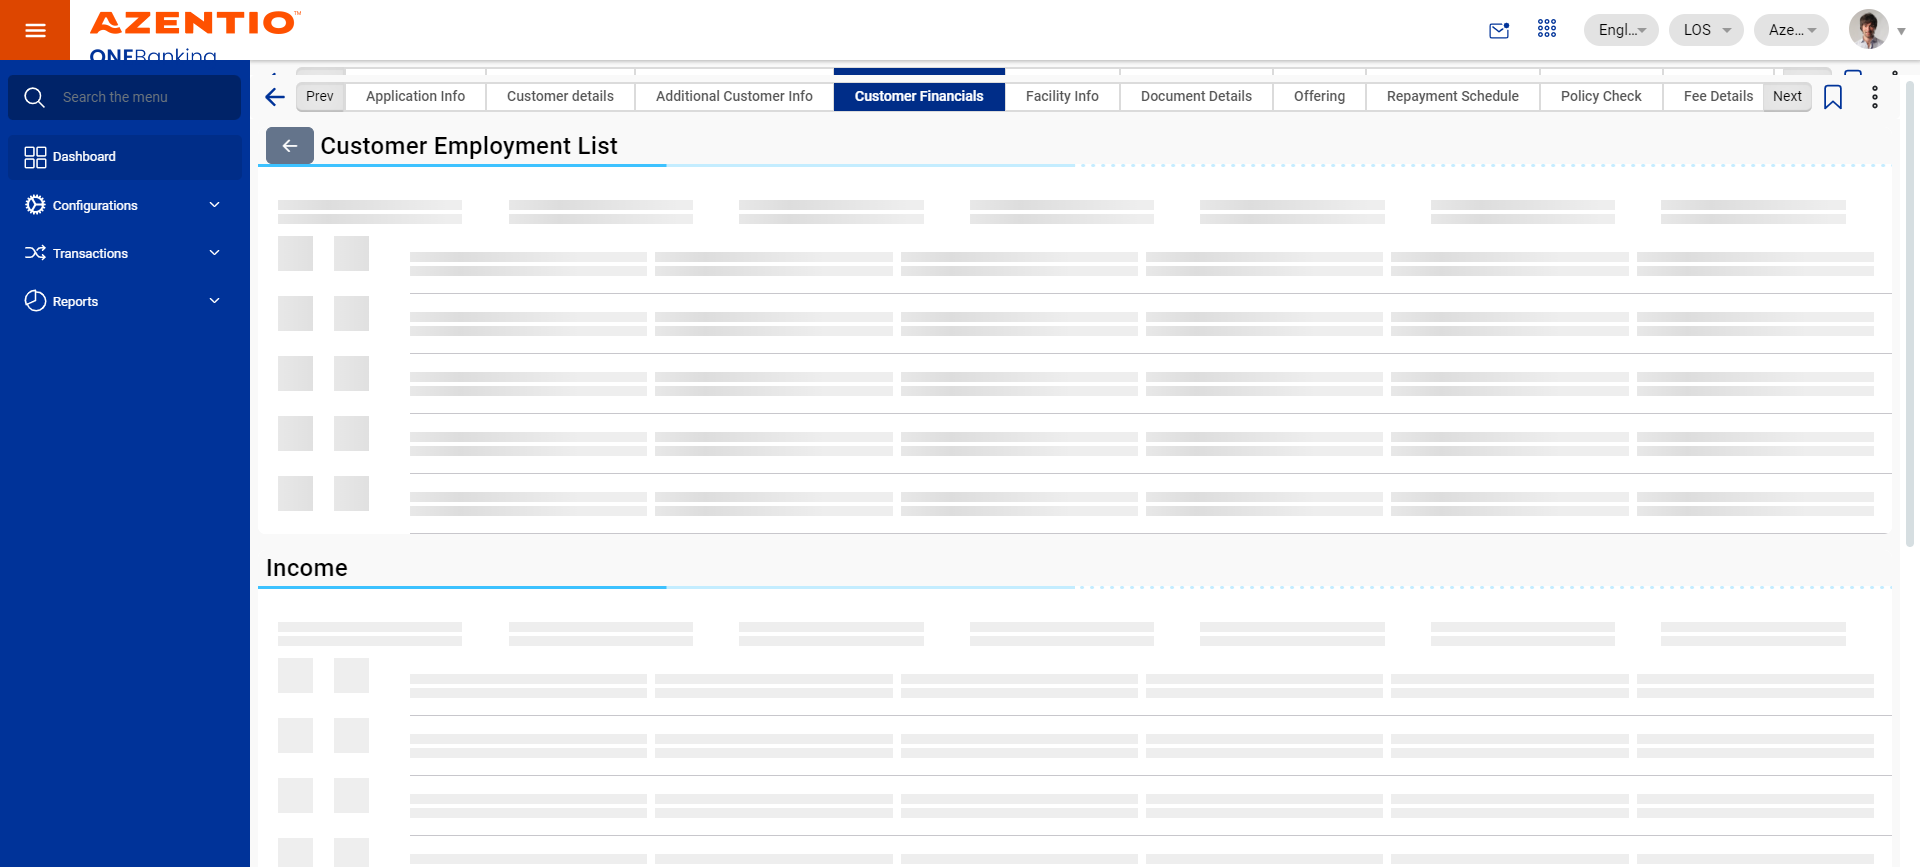 AZENTIO™
ONEBanking
Engl...
LOS
Aze...
Search the menu
Dashboard
Configurations
Transactions
Reports
Prev
Application Info
Customer details
Additional Customer Info
Customer Financials
Facility Info
Document Details
Offering
Repayment Schedule
Policy Check
Fee Details
Next
Customer Employment List
Income